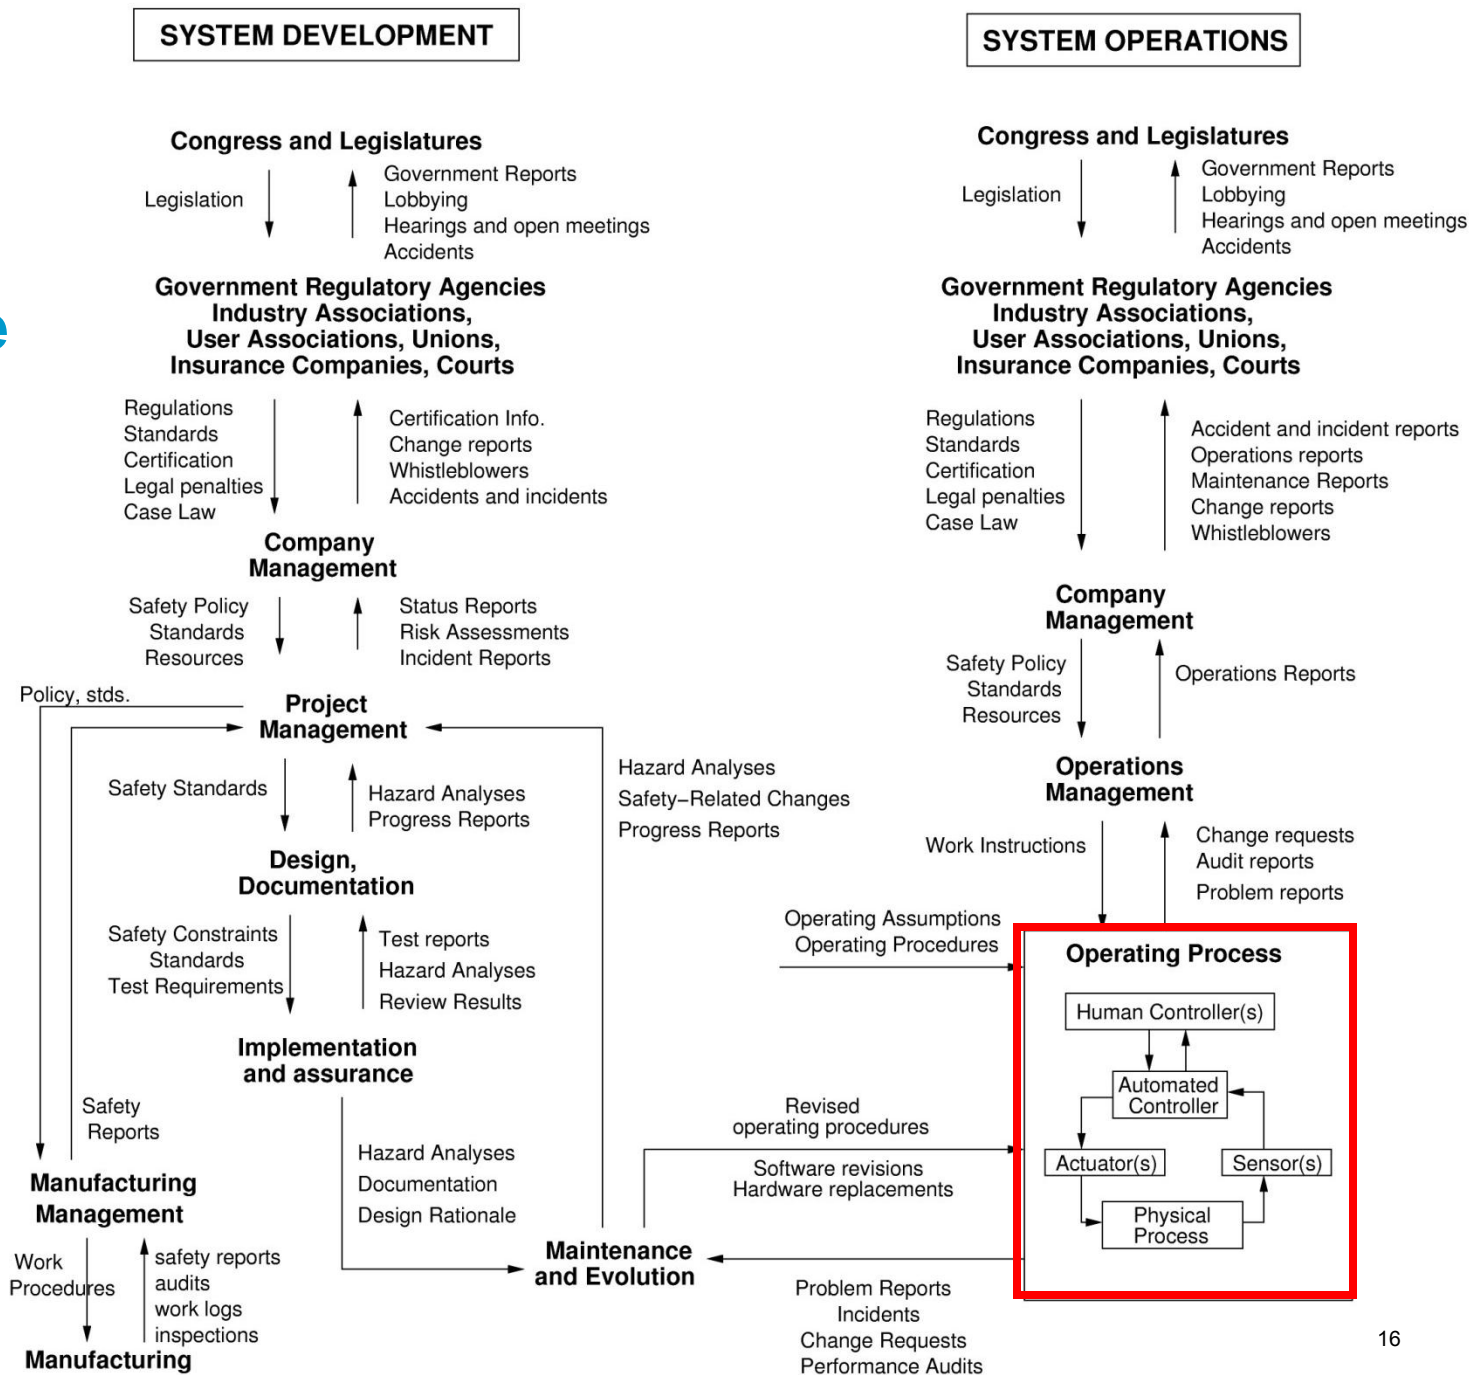 SYSTEM DEVELOPMENT
Congress and Legislatures
Legislation
Government Reports
Lobbying
Hearings and open meetings
Accidents
Government Regulatory Agencies
Industry Associations,
User Associations, Unions,
Insurance Companies, Courts
Regulations
Standards
Certification
Legal penalties
Case Law
Certification Info.
Change reports
Whistleblowers
Accidents and incidents
Company
Management
Safety Policy
Standards
Resources
Status Reports
Risk Assessments
Incident Reports
Policy, stds.
Project
Management
Safety Standards
Hazard Analyses
Progress Reports
Hazard Analyses
Safety–Related Changes
Progress Reports
Design,
Documentation
Safety Constraints
Standards
Test Requirements
Test reports
Hazard Analyses
Review Results
Implementation
and assurance
Safety
Reports
Hazard Analyses
Documentation
Design Rationale
Manufacturing
Management
Work
Procedures
safety reports
audits
work logs
inspections
Manufacturing
Maintenance
and Evolution
SYSTEM OPERATIONS
Congress and Legislatures
Legislation
Government Reports
Lobbying
Hearings and open meetings
Accidents
Government Regulatory Agencies
Industry Associations,
User Associations, Unions,
Insurance Companies, Courts
Regulations
Standards
Certification
Legal penalties
Case Law
Accident and incident reports
Operations reports
Maintenance Reports
Change reports
Whistleblowers
Company
Management
Safety Policy
Standards
Resources
Operations Reports
Operations
Management
Work Instructions
Change requests
Audit reports
Problem reports
Operating Assumptions
Operating Procedures
Operating Process
Human Controller(s)
Automated
Controller
Actuator(s)
Sensor(s)
Physical
Process
Revised
operating procedures
Software revisions
Hardware replacements
Problem Reports
Incidents
Change Requests
Performance Audits
e
16